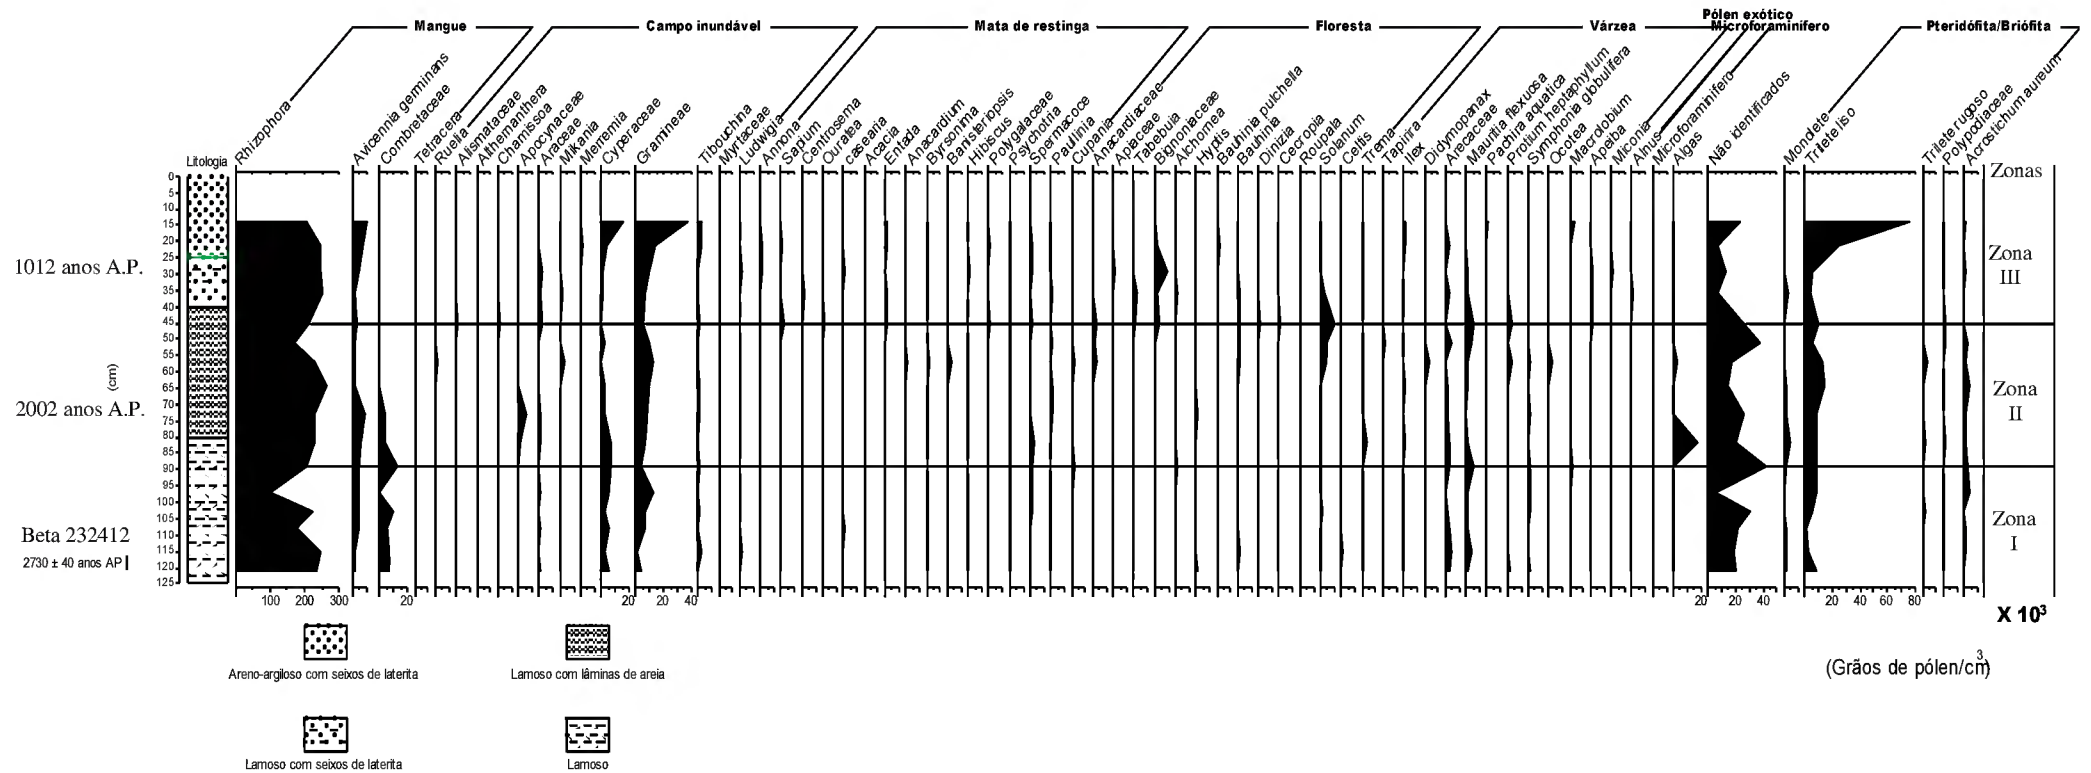 Pólen exótico
Mangue
Campo inundável
Mata de restinga
Floresta
Várzea
Microforaminífero
Pteridófita/Briófita
Litologia
Rhizophora
Avicennia germinans
Combretaceae
Tetracera
Ruelia
Alismataceae
Althernanthera
Chamissoa
Apocynaceae
Araceae
Mikania
Merremia
Cyperaceae
Gramineae
Tibouchina
Myrtaceae
Ludwigia
Annona
Sapium
Centrosema
Ouratea
casearia
Acacia
Entada
Anacardium
Byrsonima
Banisteriopsis
Hibiscus
Polygalaceae
Psychotria
Spermacoce
Paullinia
Cupania
Anacardiaceae
Apiaceae
Tabebuia
Bignoniaceae
Alchornea
Hyptis
Bauhinia pulchella
Bauhinia
Dinizia
Cecropia
Roupala
Solanum
Celtis
Trema
Tapirira
Ilex
Didymopanax
Arecaceae
Mauritia flexuosa
Pachira aquatica
Protium heptaphyllum
Symphonia globulifera
Ocotea
Macrolobium
Apeiba
Miconia
Alnus
Microforaminífero
Algas
Não identificados
Monolete
Trilete liso
Trilete rugoso
Polypodiaceae
Acrostichum aureum
Zonas
0
5
10
15
20
25
30
35
40
45
50
55
60
65
70
75
80
85
90
95
100
105
110
115
120
125
(cm)
1012 anos A.P.
2002 anos A.P.
Beta 232412
2730 ± 40 anos AP
Zona
III
Zona
II
Zona
I
100 200 300 20 20 20 40 20 20 40 20 40 60 80
X 10³
(Grãos de pólen/cm³)
Areno-argiloso com seixos de laterita
Lamoso com lâminas de areia
Lamoso com seixos de laterita
Lamoso